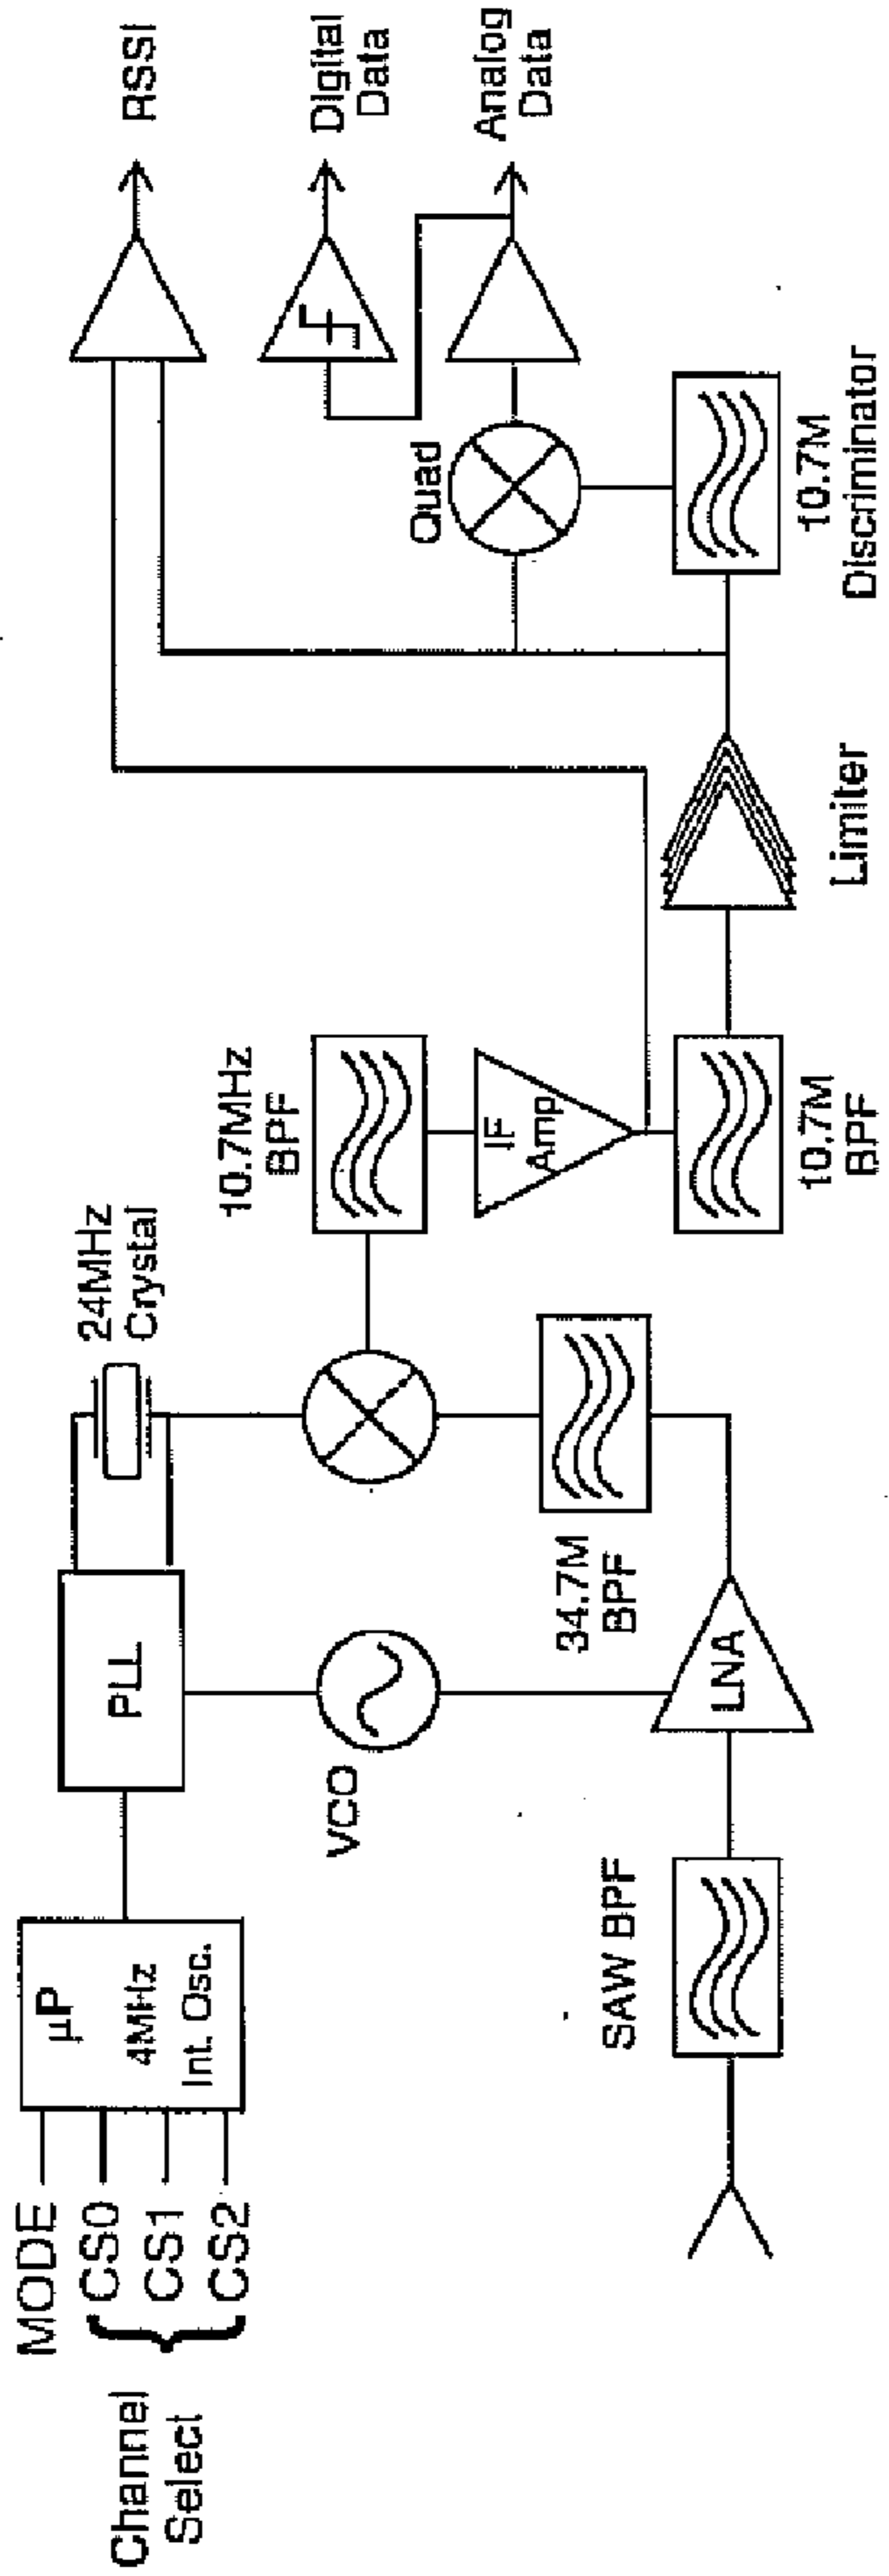 MODE
CS0
CS1
CS2
Channel
Select
µP
4MHz
Int. Osc.
PLL
24MHz
Crystal
VCO
SAW BPF
LNA
34.7M
BPF
10.7MHz
BPF
IF
Amp
10.7M
BPF
Limiter
Quad
10.7M
Discriminator
RSSI
Digital
Data
Analog
Data